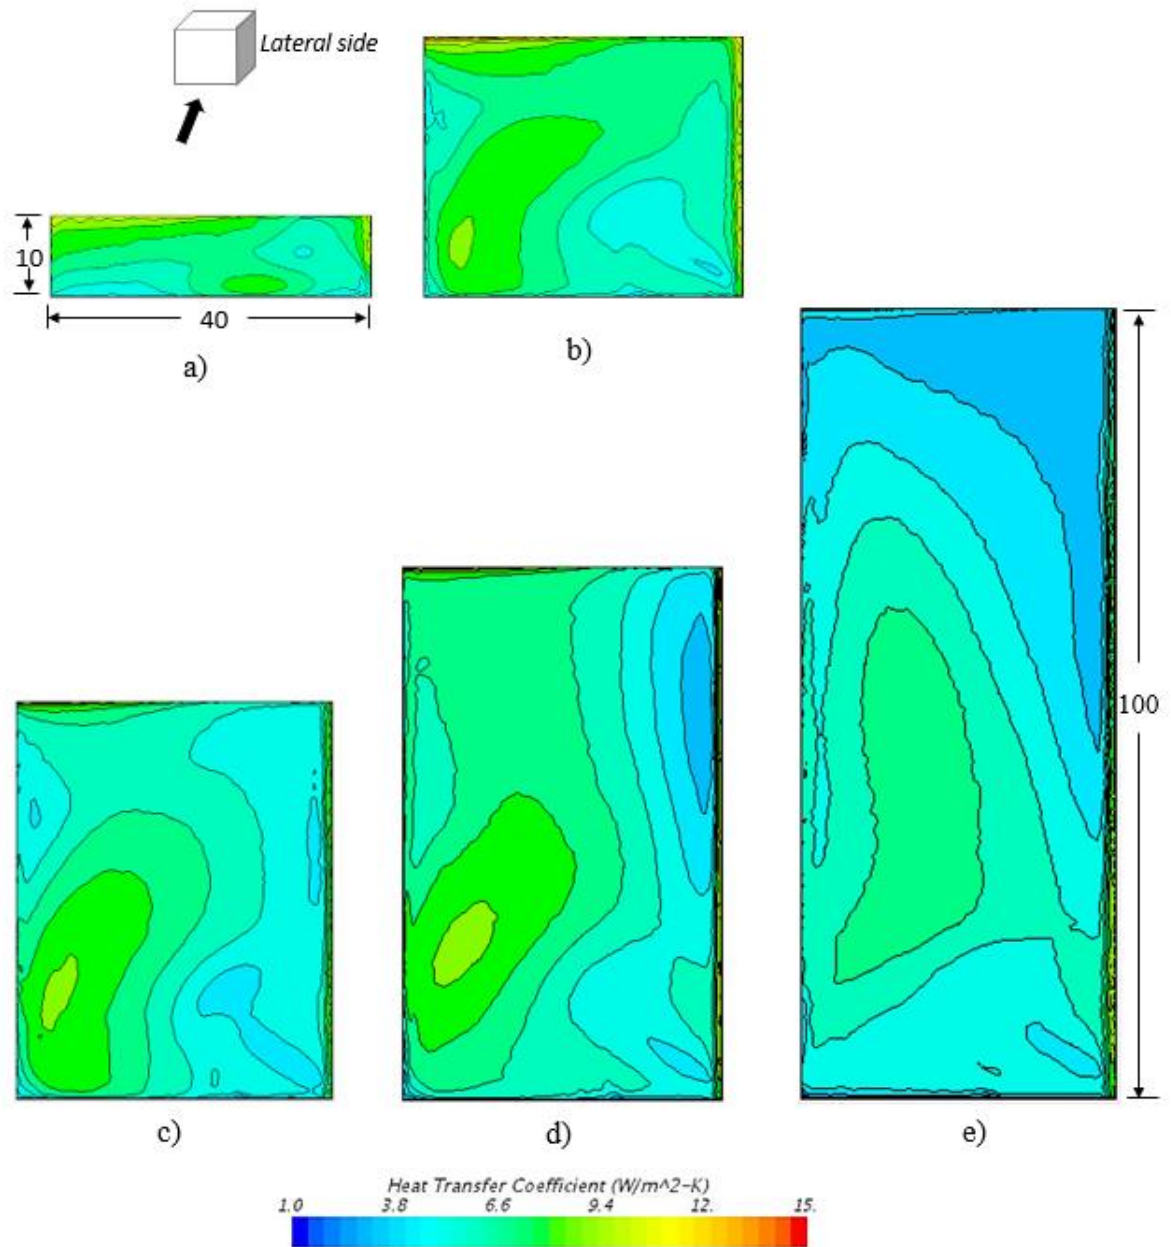 Lateral side
10
40
a)
b)
100
c)
d)
e)
Heat Transfer Coefficient (W/m^2-K)
1.0 3.8 6.6 9.4 12. 15.